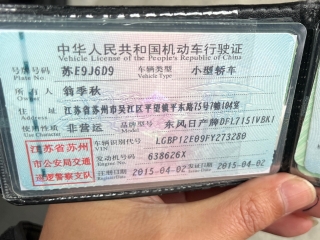 中华人民共和国机动车行驶证
Vehicle License of the People's Republic of China
号牌号码 苏E9J6D9 车辆类型 小型轿车
Plate No. Vehicle Type
所有人 翁季秋
Owner
住址 江苏省苏州市吴江区平望镇平东路75号7幢104室
Address
使用性质 非营运 品牌型号 东风日产牌DFL7151VBK1
Use Character Model
江苏省苏州市公安局交通巡逻警察支队
车辆识别代号 LGBP12E09FY273280
VIN
发动机号码 638626X
Engine No.
注册日期 2015-04-02 发证日期 2015-04-02
Register Date Issue Date